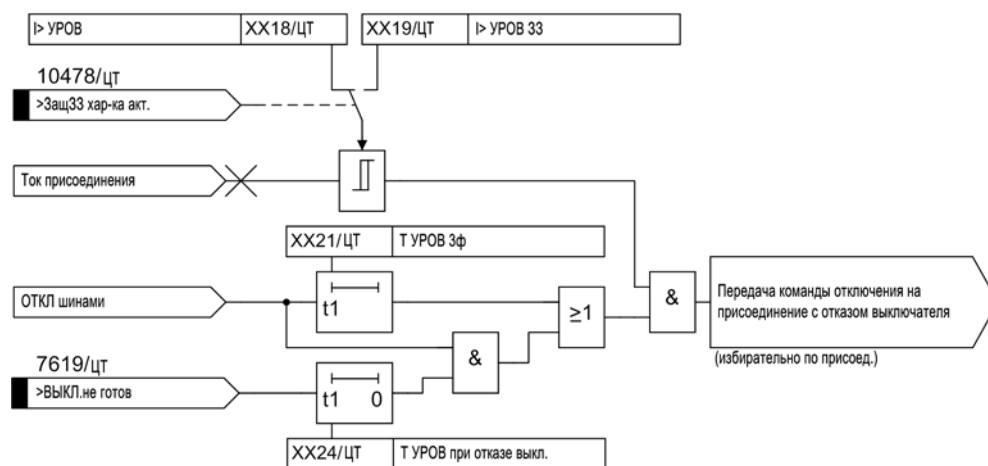 I> УРОВ
XX18/ЦТ
XX19/ЦТ
I> УРОВ ЗЗ
10478/ЦТ
>ЗащЗЗ хар-ка акт.
Ток присоединения
XX21/ЦТ
Т УРОВ 3ф
ОТКЛ шинами
t1
≥1
&
Передача команды отключения на
присоединение с отказом выключателя
(избирательно по присоед.)
&
7619/ЦТ
>ВЫКЛ.не готов
t1 0
XX24/ЦТ
Т УРОВ при отказе выкл.